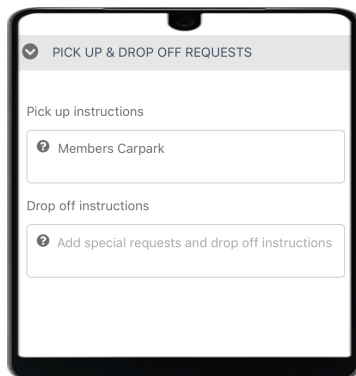 PICK UP & DROP OFF REQUESTS
Pick up instructions
Members Carpark
Drop off instructions
Add special requests and drop off instructions